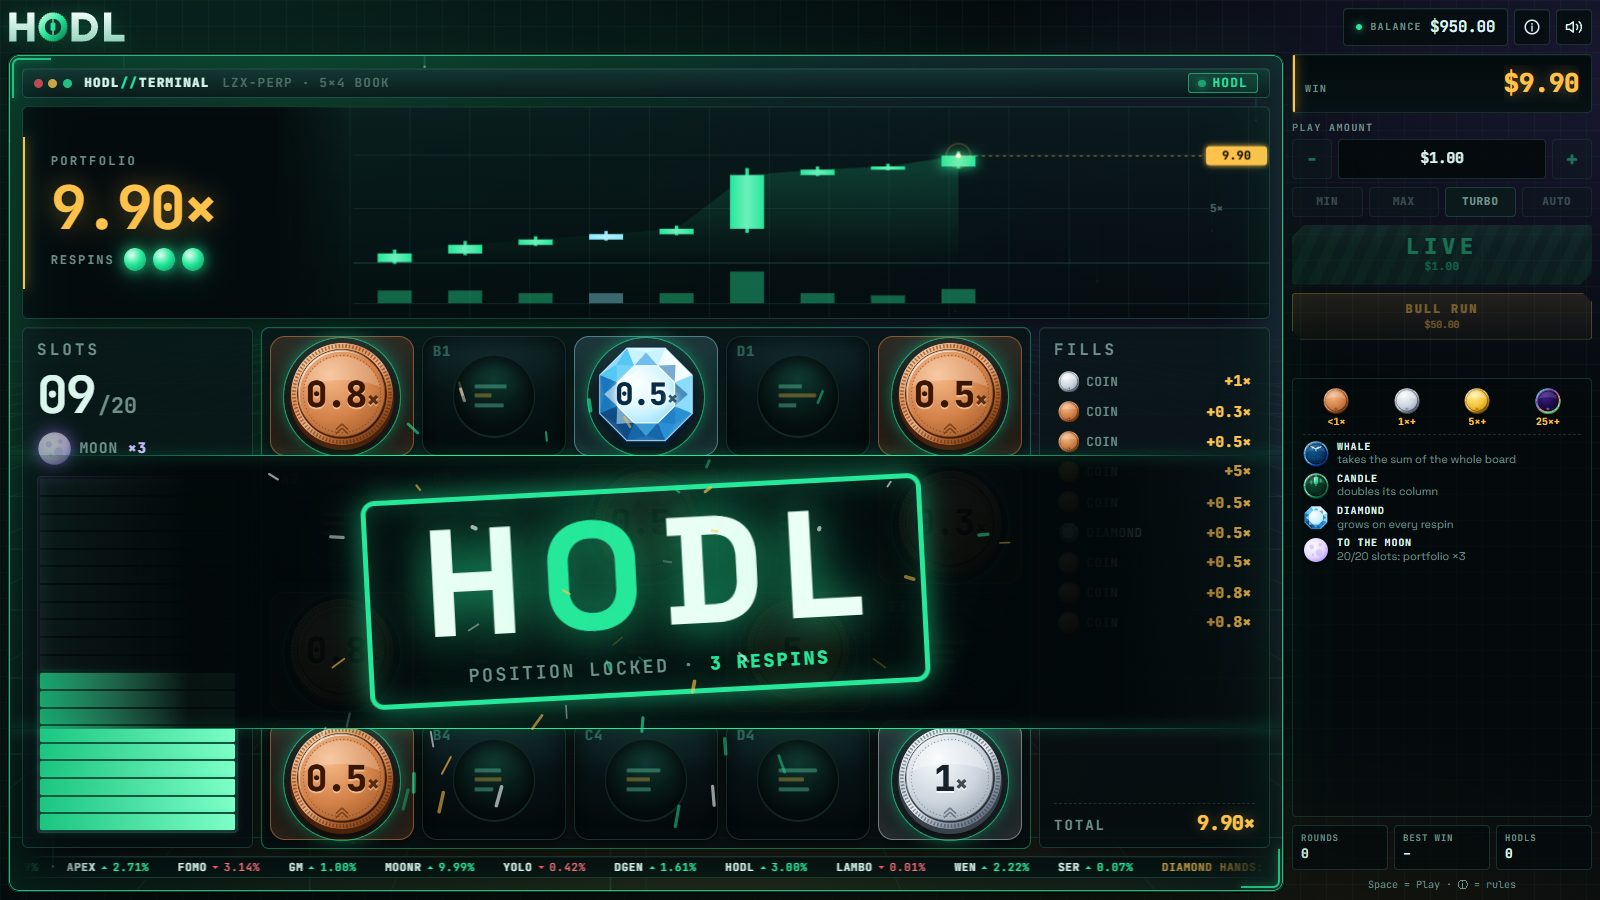 HODL
BALANCE $950.00
HODL//TERMINAL LZX-PERP · 5×4 BOOK
HODL
PORTFOLIO
9.90×
RESPINS
9.90
5×
SLOTS
09/20
MOON ×3
0.8×
B1
0.5×
D1
0.5×
HODL
POSITION LOCKED · 3 RESPINS
0.5×
B4
C4
D4
1×
FILLS
COIN +1×
COIN +0.3×
COIN +0.5×
COIN +5×
COIN +0.5×
DIAMOND +0.5×
COIN +0.5×
COIN +0.8×
COIN +0.8×
TOTAL 9.90×
APEX 2.71% FOMO 3.14% GM 1.00% MOONR 9.99% YOLO 0.42% DGEN 1.61% HODL 3.00% LAMBO 0.01% WEN 2.22% SER 0.07% DIAMOND HANDS:
WIN $9.90
PLAY AMOUNT
- $1.00 +
MIN MAX TURBO AUTO
LIVE
$1.00
BULL RUN
$50.00
<1× 1×+ 5×+ 25×+
WHALE
takes the sum of the whole board
CANDLE
doubles its column
DIAMOND
grows on every respin
TO THE MOON
20/20 slots: portfolio ×3
ROUNDS BEST WIN HODLS
0 – 0
Space = Play · ⓘ = rules